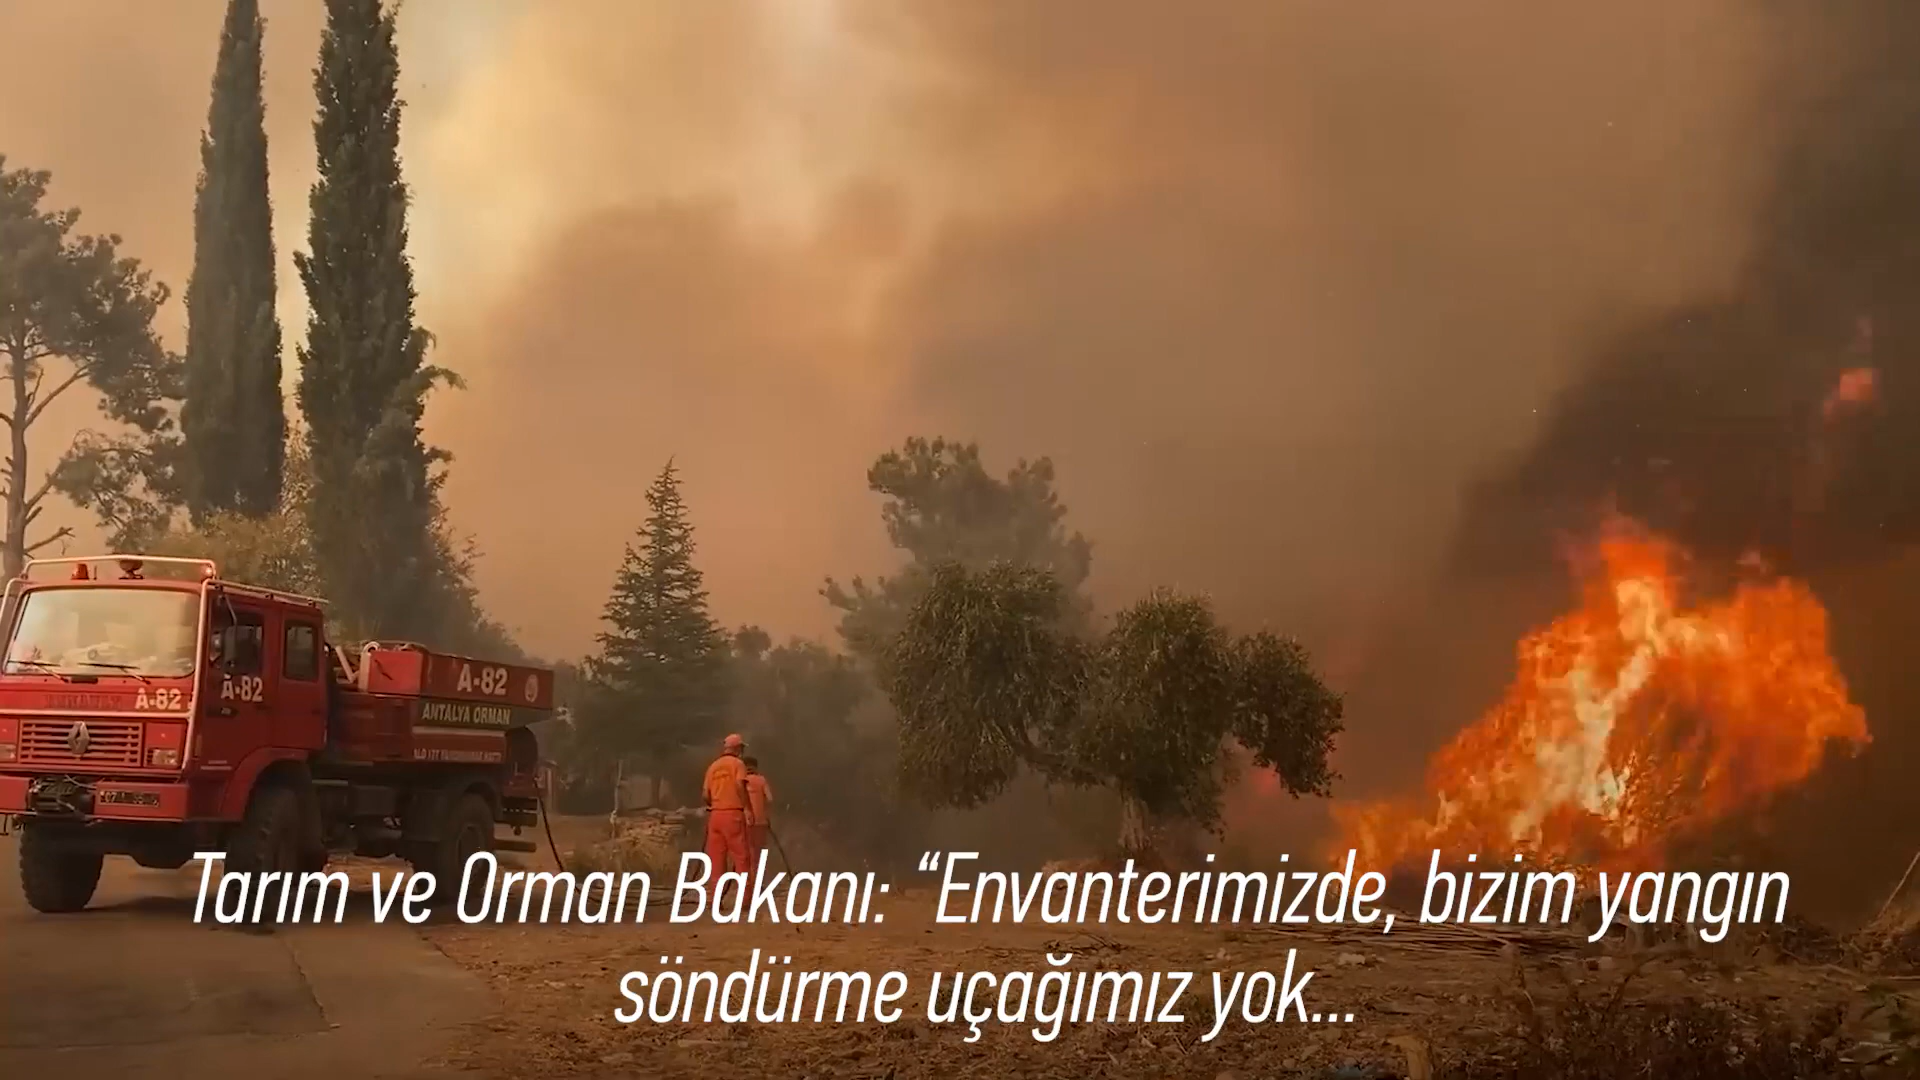 A-82
A-82
A-82
ANTALYA ORMAN
Tarım ve Orman Bakanı: “Envanterimizde, bizim yangın
söndürme uçağımız yok...